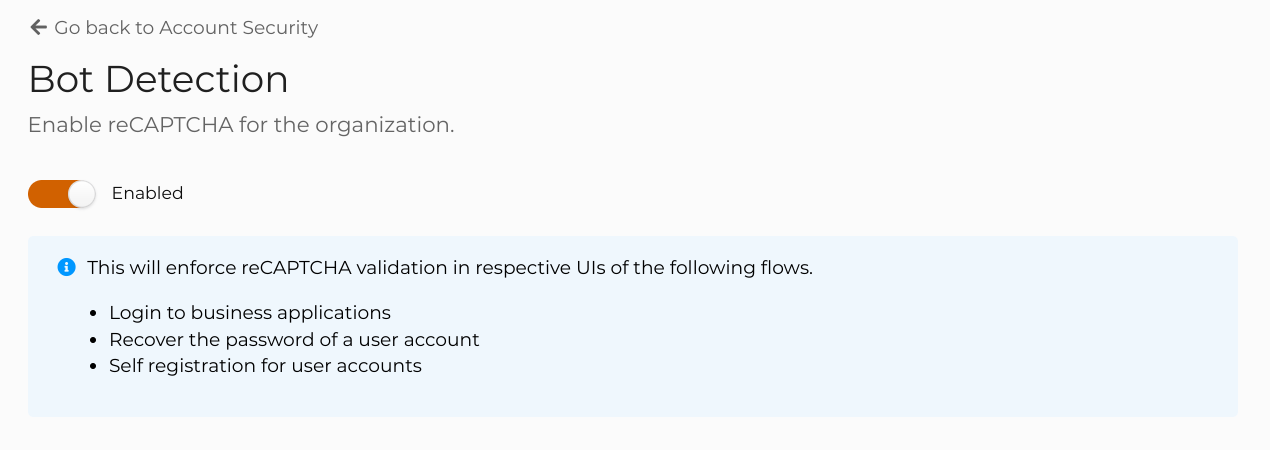 Go back to Account Security
Bot Detection
Enable reCAPTCHA for the organization.
Enabled
This will enforce reCAPTCHA validation in respective UIs of the following flows.
• Login to business applications
• Recover the password of a user account
• Self registration for user accounts